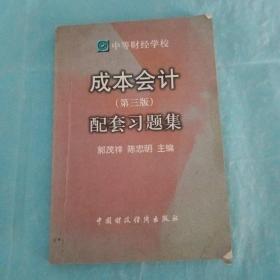 中等财经学校
成本会计
(第三版)
配套习题集
郭茂祥 陈忠明 主编
中国财政经济出版社